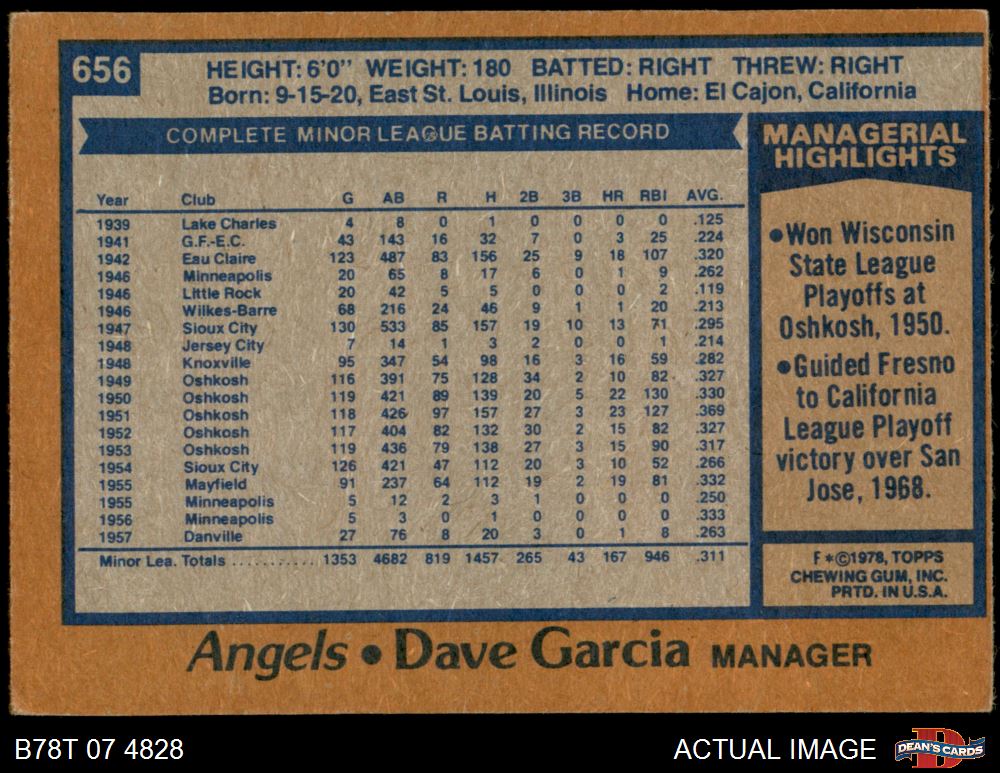 656
HEIGHT: 6'0" WEIGHT: 180 BATTED: RIGHT THREW: RIGHT
Born: 9-15-20, East St. Louis, Illinois Home: El Cajon, California
COMPLETE MINOR LEAGUE BATTING RECORD
Year Club G AB R H 2B 3B HR RBI AVG.
1939 Lake Charles 4 8 0 1 0 0 0 0 .125
1941 G.F.-E.C. 43 143 16 32 7 0 3 25 .224
1942 Eau Claire 123 487 83 156 25 9 18 107 .320
1946 Minneapolis 20 65 8 17 6 0 1 9 .262
1946 Little Rock 20 42 5 5 0 0 0 2 .119
1946 Wilkes-Barre 68 216 24 46 9 1 1 20 .213
1947 Sioux City 130 533 85 157 19 10 13 71 .295
1948 Jersey City 7 14 1 3 2 0 0 1 .214
1948 Knoxville 95 347 54 98 16 3 16 59 .282
1949 Oshkosh 116 391 75 128 34 2 10 82 .327
1950 Oshkosh 119 421 89 139 20 5 22 130 .330
1951 Oshkosh 118 426 97 157 27 3 23 127 .369
1952 Oshkosh 117 404 82 132 30 2 15 82 .327
1953 Oshkosh 119 436 79 138 27 3 15 90 .317
1954 Sioux City 126 421 47 112 20 3 10 52 .266
1955 Mayfield 91 237 64 112 19 2 19 81 .332
1955 Minneapolis 5 12 2 3 1 0 0 0 .250
1956 Minneapolis 5 3 0 1 0 0 0 0 .333
1957 Danville 27 76 8 20 3 0 1 8 .263
Minor Lea. Totals ........... 1353 4682 819 1457 265 43 167 946 .311
MANAGERIAL
HIGHLIGHTS
•Won Wisconsin
State League
Playoffs at
Oshkosh, 1950.
•Guided Fresno
to California
League Playoff
victory over San
Jose, 1968.
F*©1978, TOPPS
CHEWING GUM, INC.
PRTD. IN U.S.A.
Angels • Dave Garcia MANAGER
B78T 07 4828
ACTUAL IMAGE
DEAN'S CARDS